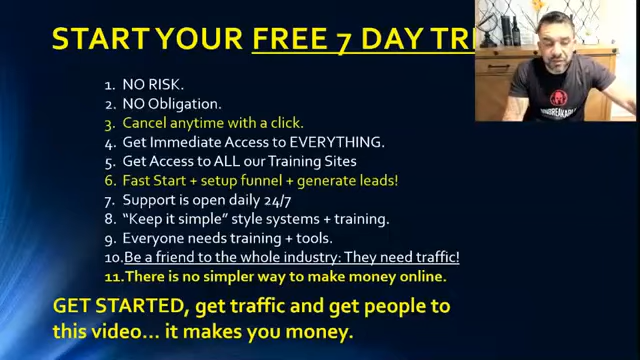 START YOUR FREE 7 DAY
1. NO RISK.
2. NO Obligation.
3. Cancel anytime with a click.
4. Get Immediate Access to EVERYTHING.
5. Get Access to ALL our Training Sites
6. Fast Start + setup funnel + generate leads!
7. Support is open daily 24/7
8. “Keep it simple” style systems + training.
9. Everyone needs training + tools.
10. Be a friend to the whole industry: They need traffic!
11. There is no simpler way to make money online.
GET STARTED, get traffic and get people to
this video... it makes you money.